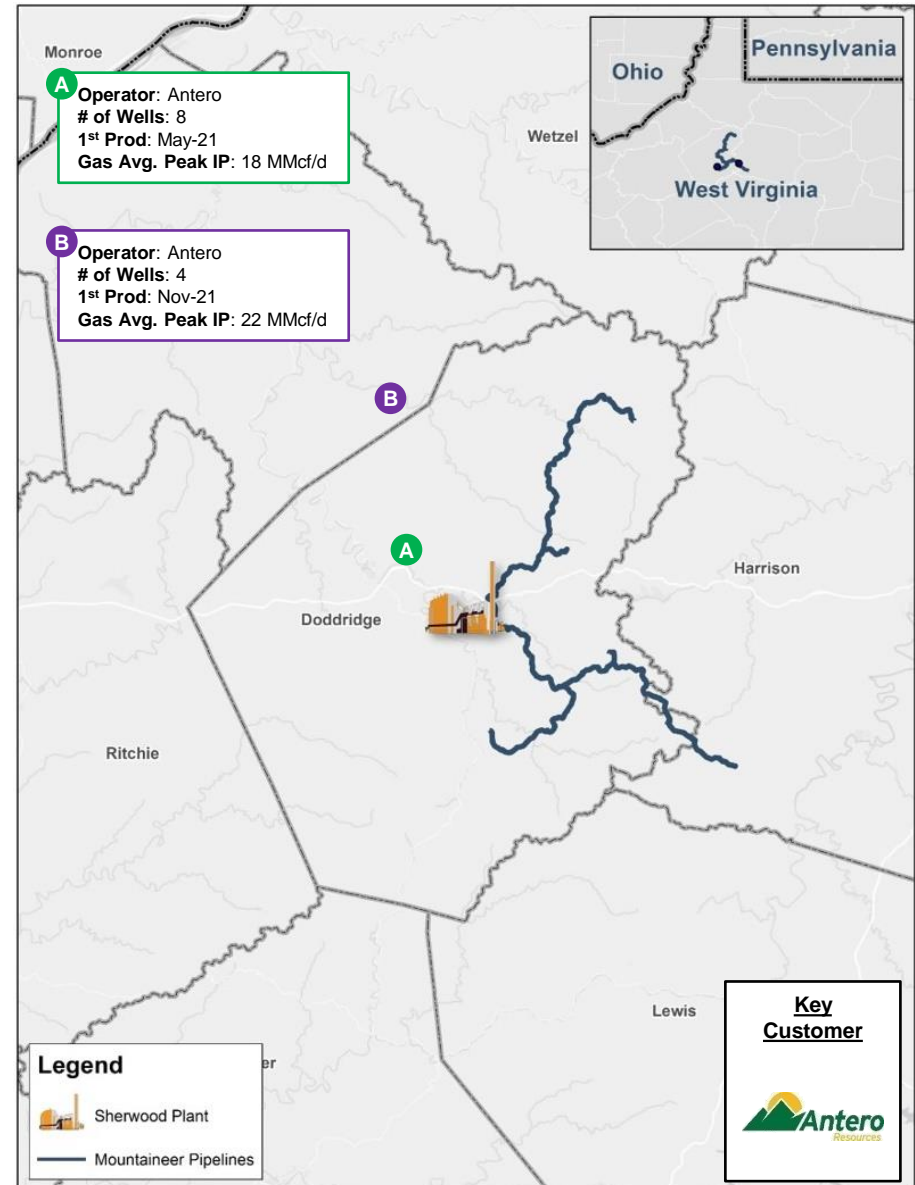 Monroe
A
Operator: Antero
# of Wells: 8
1st Prod: May-21
Gas Avg. Peak IP: 18 MMcf/d
Ohio
Pennsylvania
West Virginia
Wetzel
B
Operator: Antero
# of Wells: 4
1st Prod: Nov-21
Gas Avg. Peak IP: 22 MMcf/d
B
A
Harrison
Doddridge
Ritchie
Lewis
Key
Customer
Antero
Resources
er
Legend
Sherwood Plant
Mountaineer Pipelines